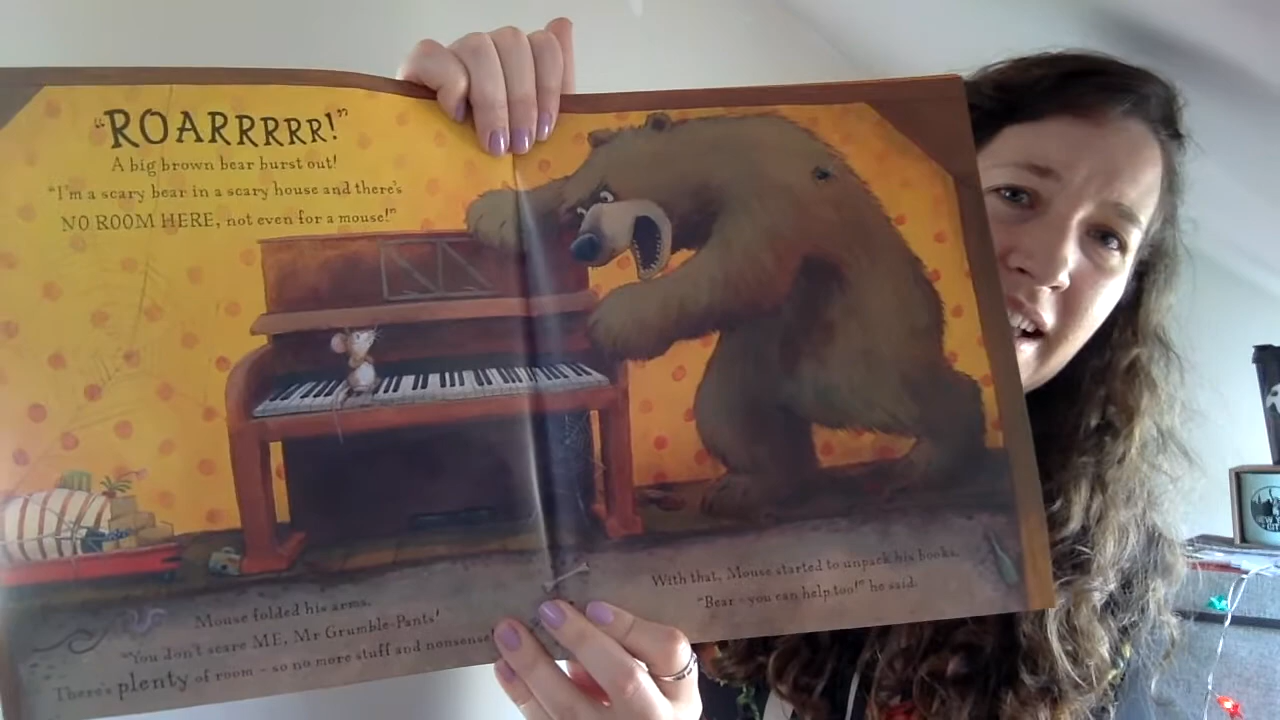 "ROARRRRR!"
A big brown bear burst out!
"I'm a scary bear in a scary house and there's
NO ROOM HERE, not even for a mouse!"
Mouse folded his arms.
"You don't scare ME, Mr Grumble-Pants!
There's plenty of room – so no more stuff and nonsense
With that, Mouse started to unpack his books.
"Bear – you can help too!" he said.
NEW
CITY